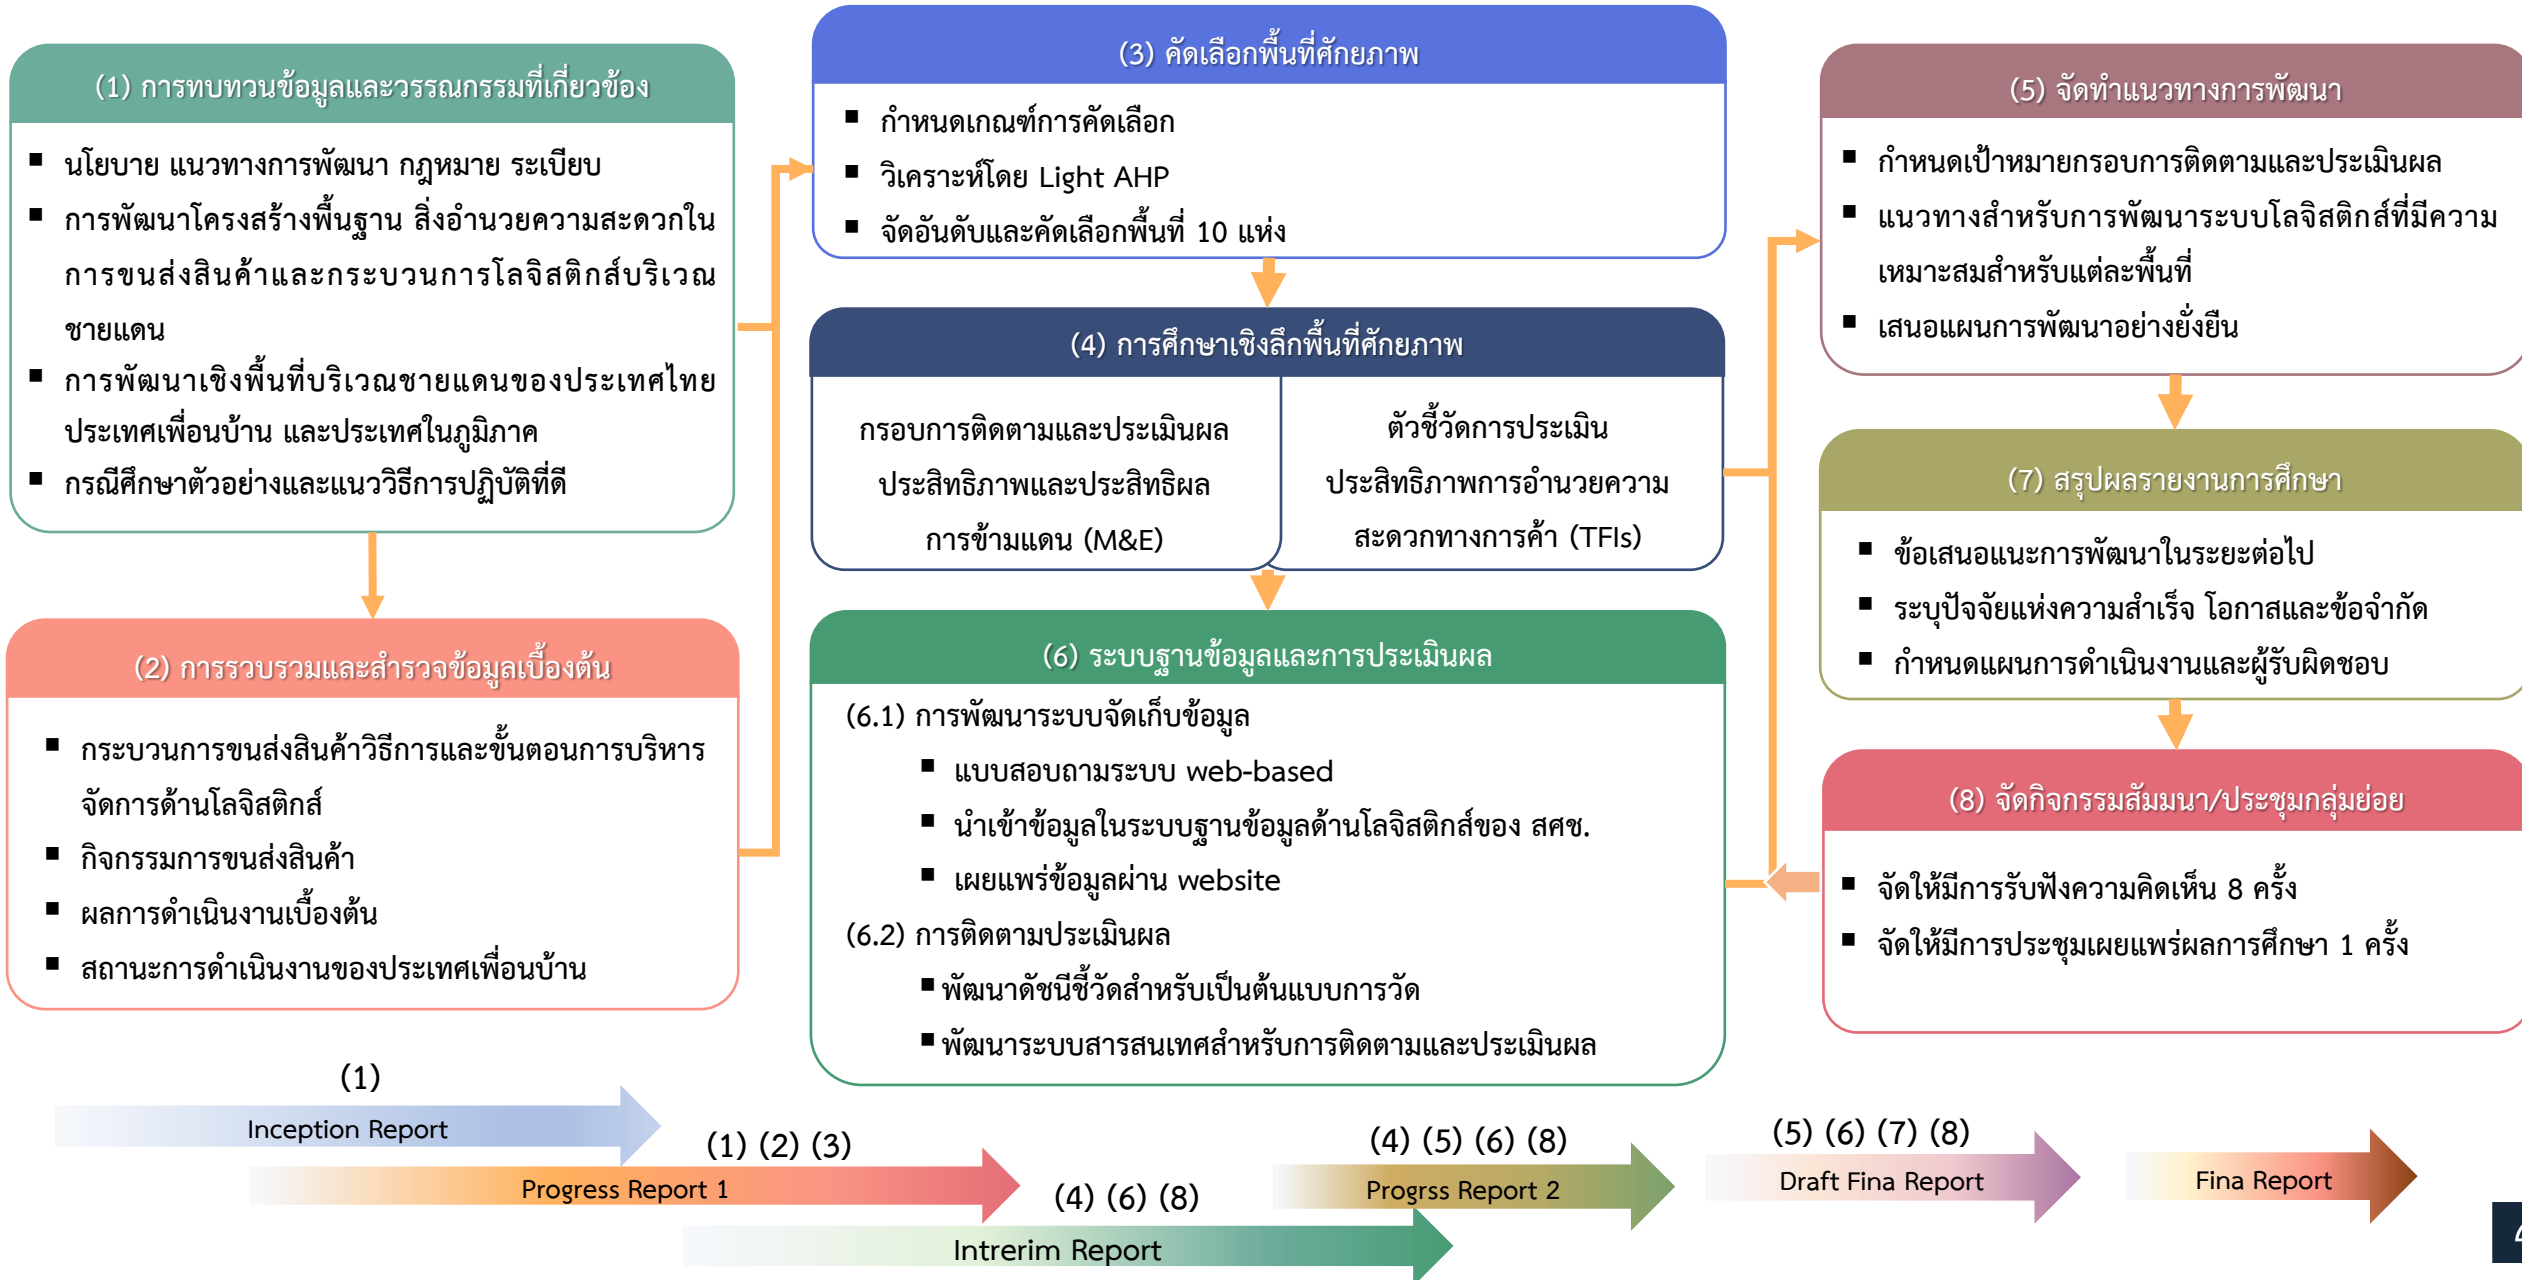 (1) การทบทวนข้อมูลและวรรณกรรมที่เกี่ยวข้อง
▪ นโยบาย แนวทางการพัฒนา กฎหมาย ระเบียบ
▪ การพัฒนาโครงสร้างพื้นฐาน สิ่งอำนวยความสะดวกใน
การขนส่งสินค้าและกระบวนการโลจิสติกส์บริเวณ
ชายแดน
▪ การพัฒนาเชิงพื้นที่บริเวณชายแดนของประเทศไทย
ประเทศเพื่อนบ้าน และประเทศในภูมิภาค
▪ กรณีศึกษาตัวอย่างและแนววิธีการปฏิบัติที่ดี
(2) การรวบรวมและสำรวจข้อมูลเบื้องต้น
▪ กระบวนการขนส่งสินค้าวิธีการและขั้นตอนการบริหาร
จัดการด้านโลจิสติกส์
▪ กิจกรรมการขนส่งสินค้า
▪ ผลการดำเนินงานเบื้องต้น
▪ สถานะการดำเนินงานของประเทศเพื่อนบ้าน
(3) คัดเลือกพื้นที่ศักยภาพ
▪ กำหนดเกณฑ์การคัดเลือก
▪ วิเคราะห์โดย Light AHP
▪ จัดอันดับและคัดเลือกพื้นที่ 10 แห่ง
(4) การศึกษาเชิงลึกพื้นที่ศักยภาพ
กรอบการติดตามและประเมินผล
ประสิทธิภาพและประสิทธิผล
การข้ามแดน (M&E)
ตัวชี้วัดการประเมิน
ประสิทธิภาพการอำนวยความ
สะดวกทางการค้า (TFIs)
(6) ระบบฐานข้อมูลและการประเมินผล
(6.1) การพัฒนาระบบจัดเก็บข้อมูล
▪ แบบสอบถามระบบ web-based
▪ นำเข้าข้อมูลในระบบฐานข้อมูลด้านโลจิสติกส์ของ สศช.
▪ เผยแพร่ข้อมูลผ่าน website
(6.2) การติดตามประเมินผล
▪ พัฒนาดัชนีชี้วัดสำหรับเป็นต้นแบบการวัด
▪ พัฒนาระบบสารสนเทศสำหรับการติดตามและประเมินผล
(5) จัดทำแนวทางการพัฒนา
▪ กำหนดเป้าหมายกรอบการติดตามและประเมินผล
▪ แนวทางสำหรับการพัฒนาระบบโลจิสติกส์ที่มีความ
เหมาะสมสำหรับแต่ละพื้นที่
▪ เสนอแผนการพัฒนาอย่างยั่งยืน
(7) สรุปผลรายงานการศึกษา
▪ ข้อเสนอแนะการพัฒนาในระยะต่อไป
▪ ระบุปัจจัยแห่งความสำเร็จ โอกาสและข้อจำกัด
▪ กำหนดแผนการดำเนินงานและผู้รับผิดชอบ
(8) จัดกิจกรรมสัมมนา/ประชุมกลุ่มย่อย
▪ จัดให้มีการรับฟังความคิดเห็น 8 ครั้ง
▪ จัดให้มีการประชุมเผยแพร่ผลการศึกษา 1 ครั้ง
(1)
Inception Report
(1) (2) (3)
Progress Report 1
(4) (6) (8)
Intrerim Report
(4) (5) (6) (8)
Progrss Report 2
(5) (6) (7) (8)
Draft Fina Report
Fina Report